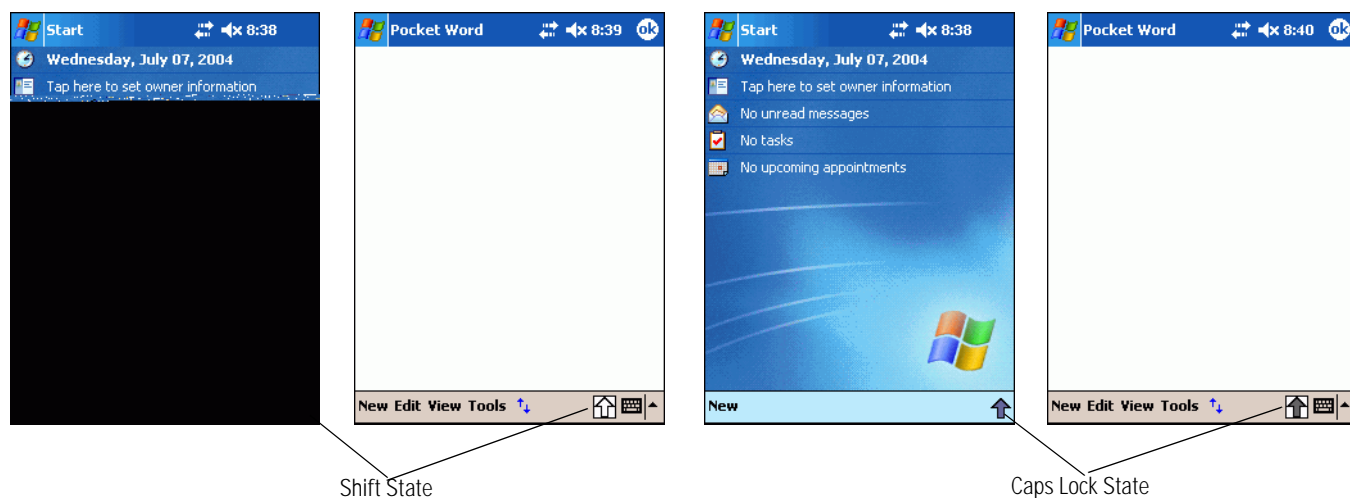 Start 8:38
Wednesday, July 07, 2004
Tap here to set owner information
Pocket Word 8:39 ok
New Edit View Tools
Shift State
Start 8:38
Wednesday, July 07, 2004
Tap here to set owner information
No unread messages
No tasks
No upcoming appointments
New
Pocket Word 8:40 ok
New Edit View Tools
Caps Lock State